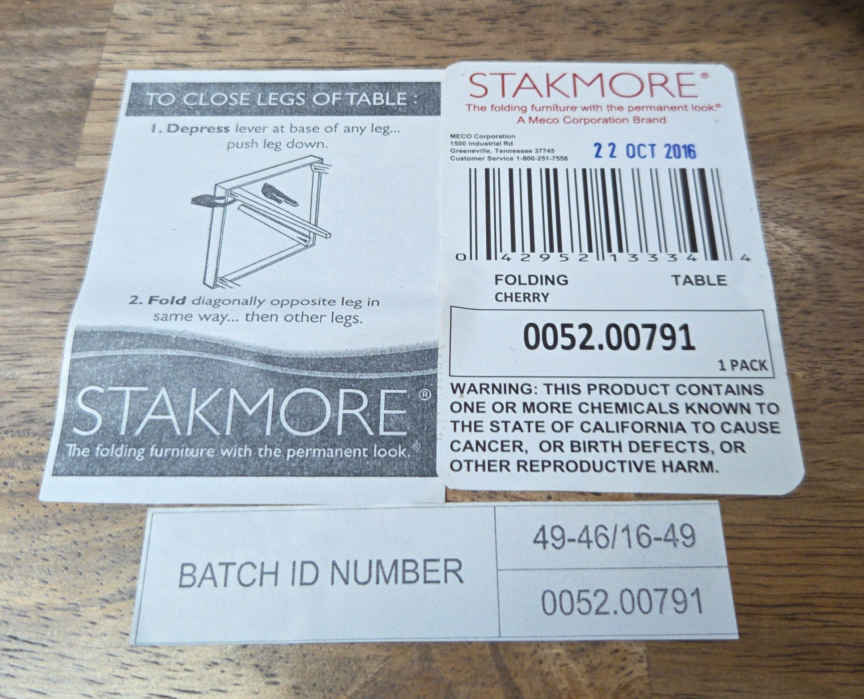 TO CLOSE LEGS OF TABLE :
1. Depress lever at base of any leg...
push leg down.
2. Fold diagonally opposite leg in
same way... then other legs.
STAKMORE®
The folding furniture with the permanent look.®
STAKMORE®
The folding furniture with the permanent look®
A Meco Corporation Brand
MECO Corporation
1500 Industrial Rd
Greeneville, Tennessee 37745
Customer Service 1-800-251-7558
22 OCT 2016
0 42952 13334 4
FOLDING TABLE
CHERRY
0052.00791
1 PACK
WARNING: THIS PRODUCT CONTAINS
ONE OR MORE CHEMICALS KNOWN TO
THE STATE OF CALIFORNIA TO CAUSE
CANCER, OR BIRTH DEFECTS, OR
OTHER REPRODUCTIVE HARM.
BATCH ID NUMBER
49-46/16-49
0052.00791